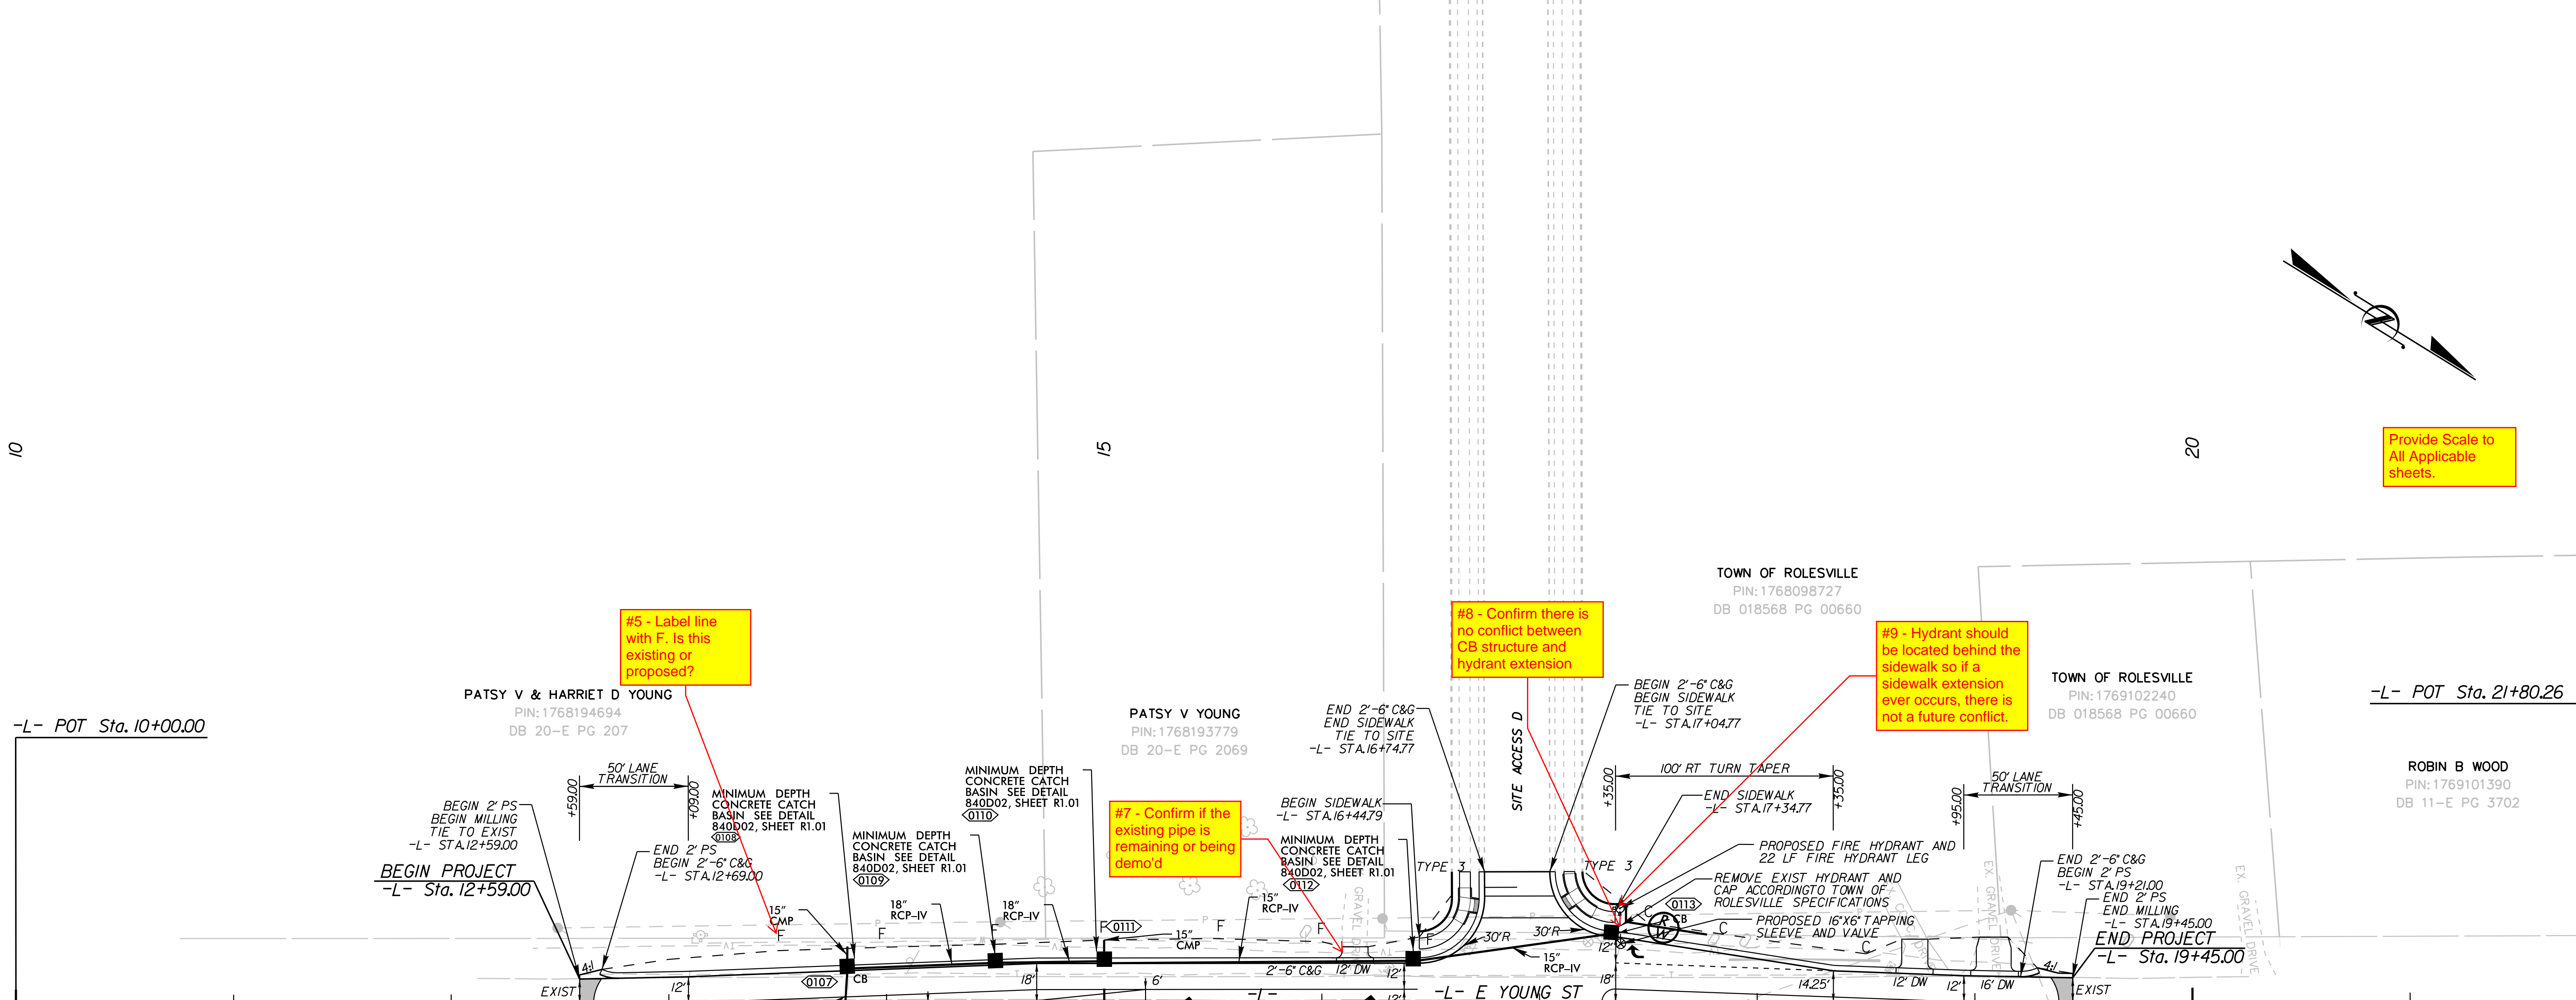 10
15
20
Provide Scale to
All Applicable
sheets.
TOWN OF ROLESVILLE
PIN:1768098727
DB 018568 PG 00660
#5 - Label line
with F. Is this
existing or
proposed?
#8 - Confirm there is
no conflict between
CB structure and
hydrant extension
#9 - Hydrant should
be located behind the
sidewalk so if a
sidewalk extension
ever occurs, there is
not a future conflict.
TOWN OF ROLESVILLE
PIN:1769102240
DB 018568 PG 00660
PATSY V & HARRIET D YOUNG
PIN:1768194694
DB 20-E PG 207
PATSY V YOUNG
PIN:1768193779
DB 20-E PG 2069
-L- POT Sta. 10+00.00
-L- POT Sta. 21+80.26
ROBIN B WOOD
PIN:1769101390
DB 11-E PG 3702
END 2'-6" C&G
END SIDEWALK
TIE TO SITE
-L- STA.16+74.77
SITE ACCESS D
BEGIN 2'-6" C&G
BEGIN SIDEWALK
TIE TO SITE
-L- STA.17+04.77
50' LANE
TRANSITION
+59.00
+09.00
BEGIN 2' PS
BEGIN MILLING
TIE TO EXIST
-L- STA.12+59.00
BEGIN PROJECT
-L- Sta. 12+59.00
END 2' PS
BEGIN 2'-6" C&G
-L- STA.12+69.00
MINIMUM DEPTH
CONCRETE CATCH
BASIN SEE DETAIL
840D02, SHEET R1.01
0108
MINIMUM DEPTH
CONCRETE CATCH
BASIN SEE DETAIL
840D02, SHEET R1.01
0109
MINIMUM DEPTH
CONCRETE CATCH
BASIN SEE DETAIL
840D02, SHEET R1.01
0110
#7 - Confirm if the
existing pipe is
remaining or being
demo'd
BEGIN SIDEWALK
-L- STA.16+44.79
MINIMUM DEPTH
CONCRETE CATCH
BASIN SEE DETAIL
840D02, SHEET R1.01
0112
TYPE 3
TYPE 3
+35.00
100' RT TURN TAPER
+35.00
END SIDEWALK
-L- STA.17+34.77
+95.00
50' LANE
TRANSITION
+45.00
PROPOSED FIRE HYDRANT AND
22 LF FIRE HYDRANT LEG
REMOVE EXIST HYDRANT AND
CAP ACCORDINGTO TOWN OF
ROLESVILLE SPECIFICATIONS
0113
CB
PROPOSED 16"X6" TAPPING
SLEEVE AND VALVE
END 2'-6" C&G
BEGIN 2' PS
-L- STA.19+21.00
END 2' PS
END MILLING
-L- STA.19+45.00
END PROJECT
-L- Sta. 19+45.00
EX. GRAVEL DRIVE
EX. GRAVEL DRIVE
15"
CMP
18"
RCP-IV
18"
RCP-IV
0111
15"
CMP
15"
RCP-IV
F
F
F
F
F
F
F
C
C
C
R
W
30'R
30'R
15"
RCP-IV
4:1
4:1
EXIST
EXIST
12'
0107
CB
18'
6'
2'-6" C&G
12' DW
12'
12'
-L-
-L- E YOUNG ST
12'
18'
14.25'
12' DW
12'
16' DW